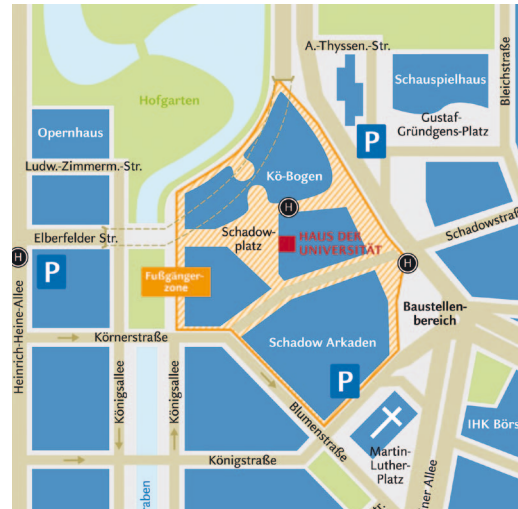 A.-Thyssen.-Str.
Bleichstraße
Schauspielhaus
Hofgarten
Gustaf-
Gründgens-Platz
P
Opernhaus
Ludw.-Zimmerm.-Str.
Kö-Bogen
H
Schadowstraß
Elberfelder Str.
Schadow-
platz
HAUS DER
UNIVERSITÄT
H
H
P
Fußgänger-
zone
Baustellen-
bereich
Heinrich-Heine-Allee
Körnerstraße
Schadow Arkaden
P
Königsallee
Königsallee
Blumenstraße
IHK Börs
Martin-
Luther-
Platz
Königstraße
raben
ner Allee